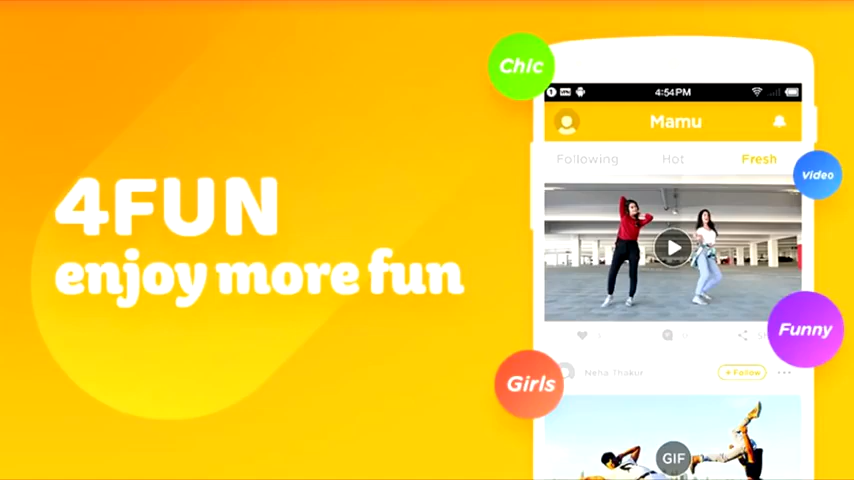 4FUN
enjoy more fun
Chic
4:54PM
Mamu
Following Hot Fresh
Video
Funny
Girls
Neha Thakur
+ Follow
GIF